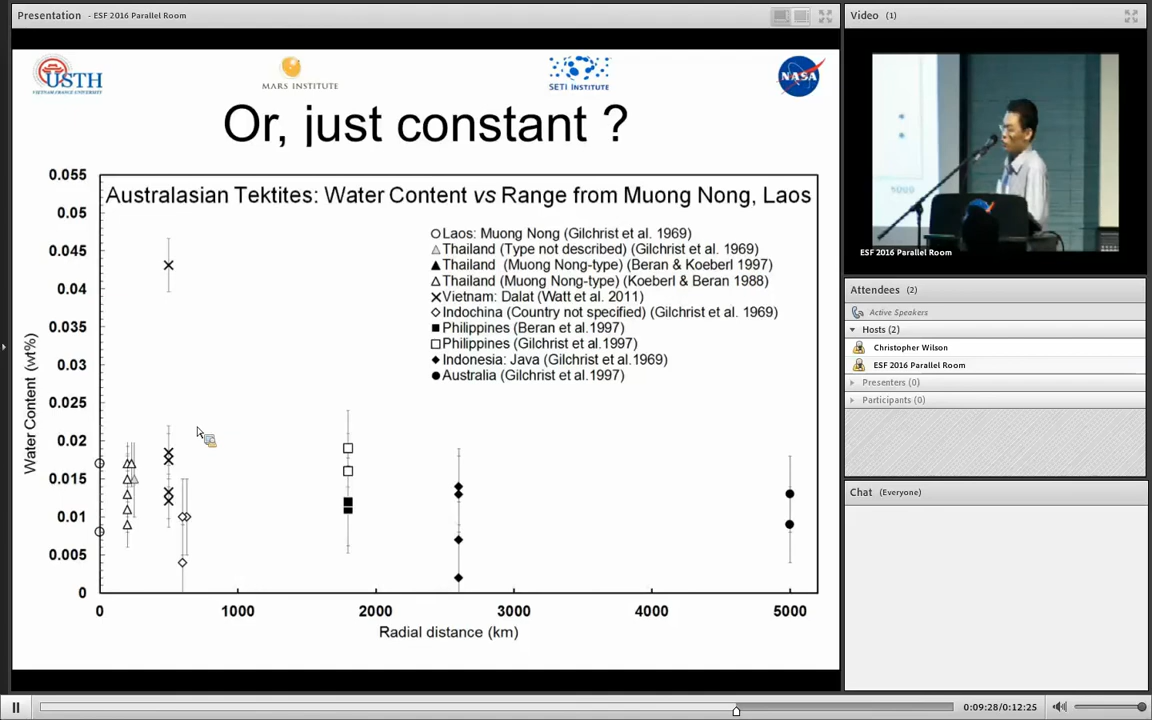 Presentation - ESF 2016 Parallel Room
USTH
VIETNAM FRANCE UNIVERSITY
MARS INSTITUTE
SETI INSTITUTE
NASA
Or, just constant ?
Australasian Tektites: Water Content vs Range from Muong Nong, Laos
Laos: Muong Nong (Gilchrist et al. 1969)
Thailand (Type not described) (Gilchrist et al. 1969)
Thailand (Muong Nong-type) (Beran & Koeberl 1997)
Thailand (Muong Nong-type) (Koeberl & Beran 1988)
Vietnam: Dalat (Watt et al. 2011)
Indochina (Country not specified) (Gilchrist et al. 1969)
Philippines (Beran et al.1997)
Philippines (Gilchrist et al.1997)
Indonesia: Java (Gilchrist et al.1969)
Australia (Gilchrist et al.1997)
Water Content (wt%)
0.055
0.05
0.045
0.04
0.035
0.03
0.025
0.02
0.015
0.01
0.005
0
0 1000 2000 3000 4000 5000
Radial distance (km)
Video (1)
ESF 2016 Parallel Room
Attendees (2)
Active Speakers
Hosts (2)
Christopher Wilson
ESF 2016 Parallel Room
Presenters (0)
Participants (0)
Chat (Everyone)
0:09:28/0:12:25